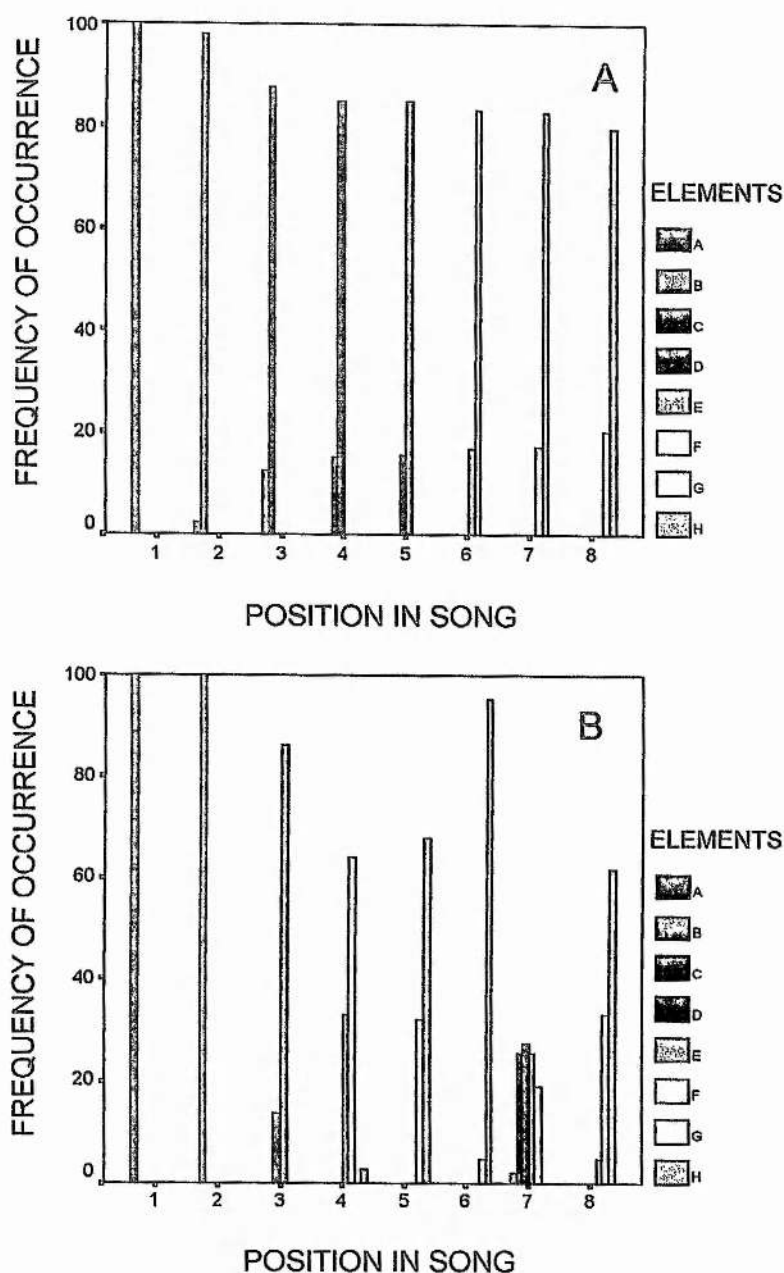 A
FREQUENCY OF OCCURRENCE
100
80
60
40
20
0
1 2 3 4 5 6 7 8
POSITION IN SONG
ELEMENTS
A
B
C
D
E
F
G
H
B
FREQUENCY OF OCCURRENCE
100
80
60
40
20
0
1 2 3 4 5 6 7 8
POSITION IN SONG
ELEMENTS
A
B
C
D
E
F
G
H